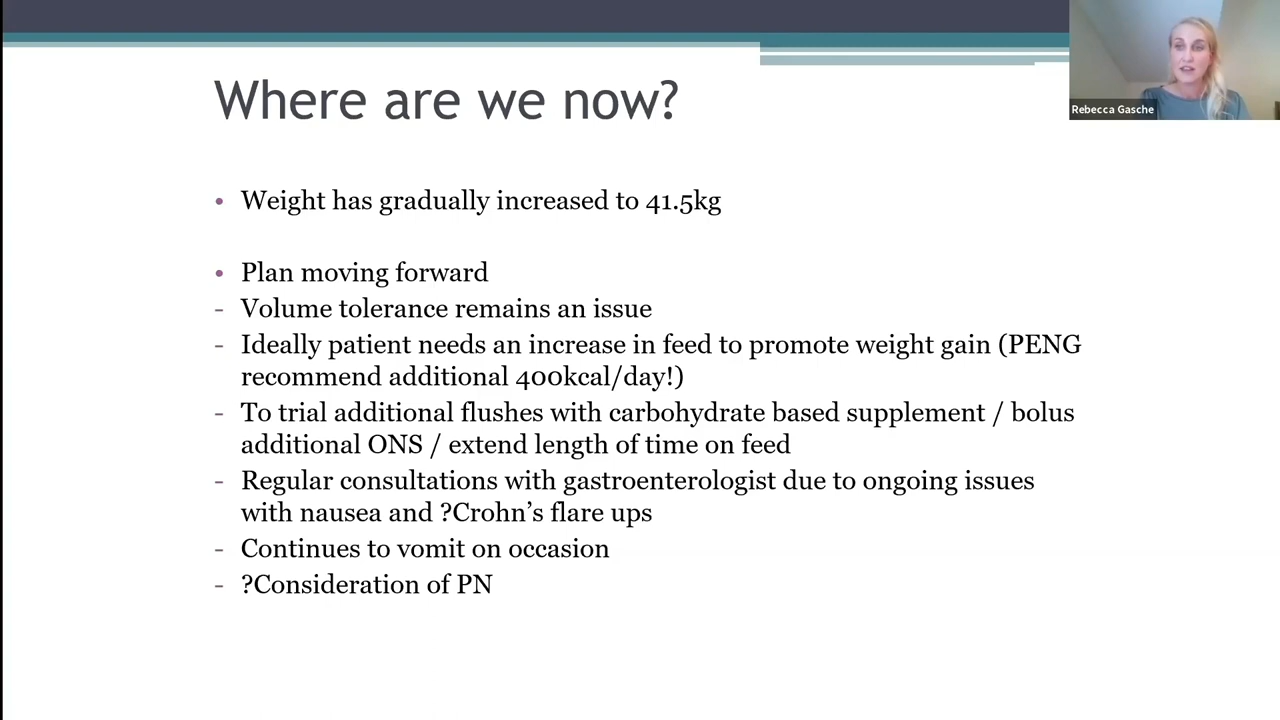 Where are we now?
Rebecca Gasche
• Weight has gradually increased to 41.5kg
• Plan moving forward
- Volume tolerance remains an issue
- Ideally patient needs an increase in feed to promote weight gain (PENG
recommend additional 400kcal/day!)
- To trial additional flushes with carbohydrate based supplement / bolus
additional ONS / extend length of time on feed
- Regular consultations with gastroenterologist due to ongoing issues
with nausea and ?Crohn’s flare ups
- Continues to vomit on occasion
- ?Consideration of PN